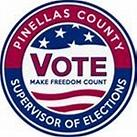 PINELLAS COUNTY
VOTE
MAKE FREEDOM COUNT
SUPERVISOR OF ELECTIONS